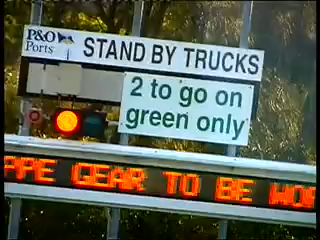 P&O
Ports
STAND BY TRUCKS
2 to go on
green only
GEAR TO BE